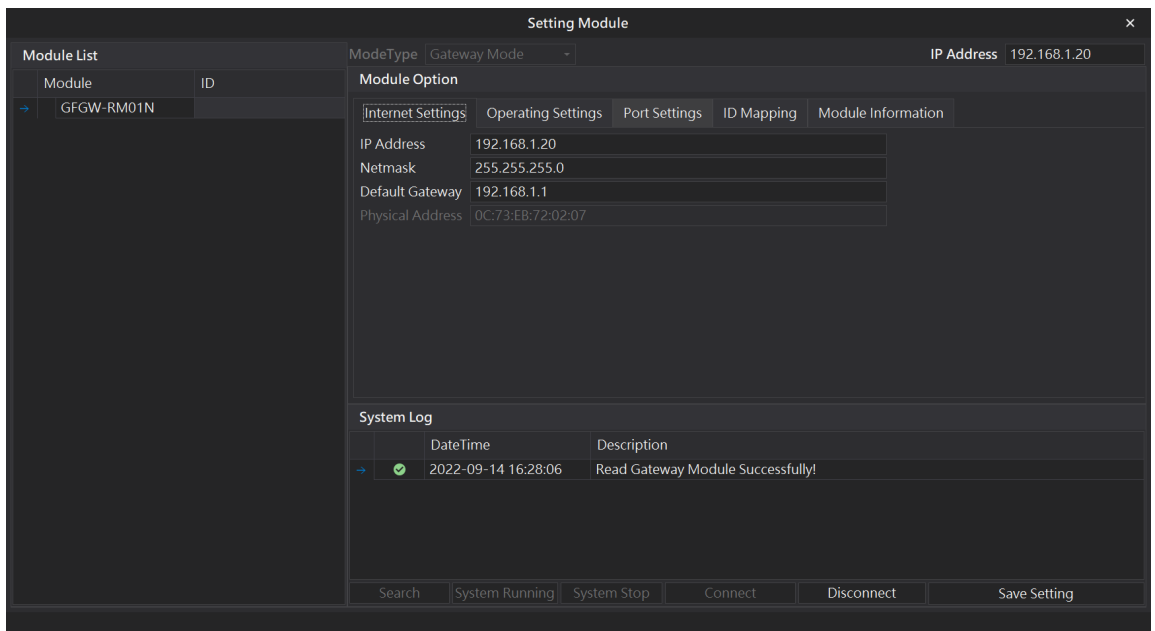 Setting Module
Module List
ModeType Gateway Mode
IP Address 192.168.1.20
Module ID
GFGW-RM01N
Module Option
Internet Settings Operating Settings Port Settings ID Mapping Module Information
IP Address 192.168.1.20
Netmask 255.255.255.0
Default Gateway 192.168.1.1
Physical Address 0C:73:EB:72:02:07
System Log
DateTime Description
2022-09-14 16:28:06 Read Gateway Module Successfully!
Search System Running System Stop Connect Disconnect Save Setting